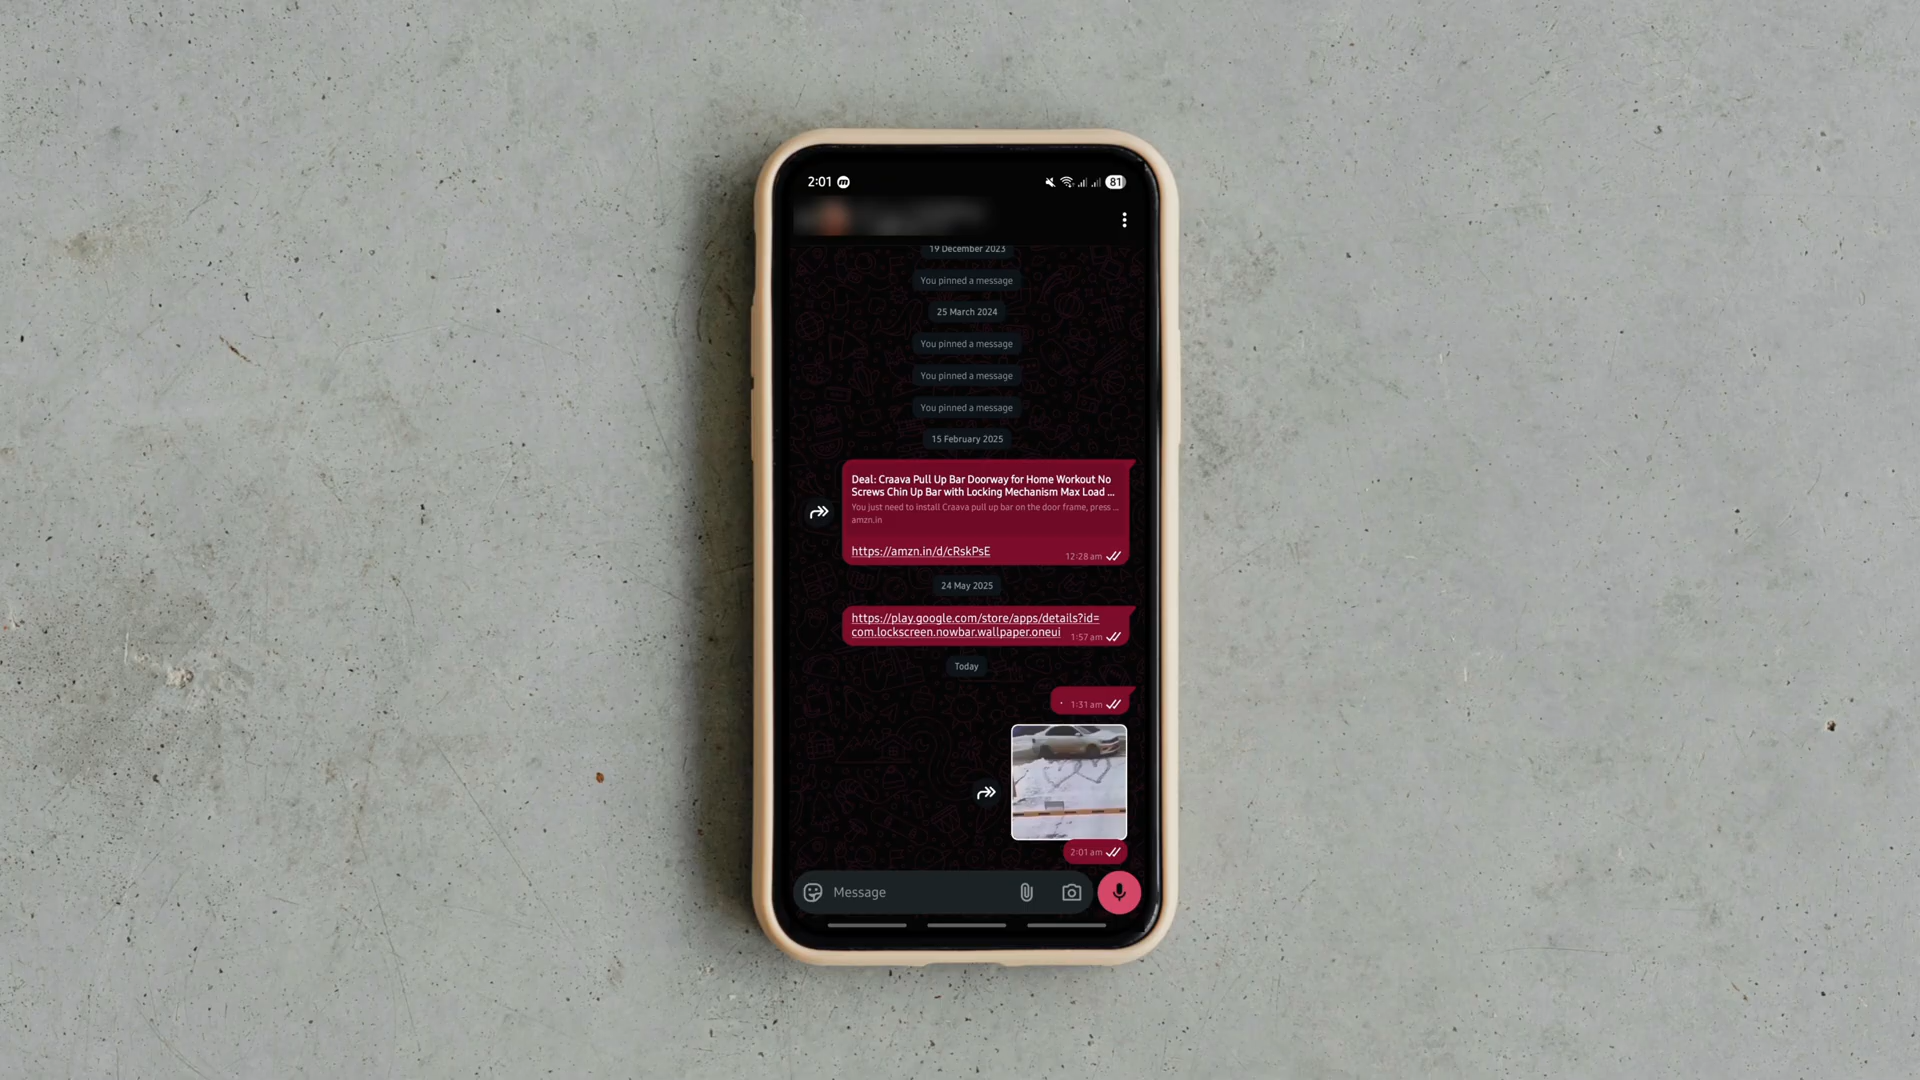 2:01
81
19 December 2023
You pinned a message
25 March 2024
You pinned a message
You pinned a message
You pinned a message
15 February 2025
Deal: Craava Pull Up Bar Doorway for Home Workout No
Screws Chin Up Bar with Locking Mechanism Max Load ...
You just need to install Craava pull up bar on the door frame, press ...
amzn.in
https://amzn.in/d/cRskPsE
12:28 am
24 May 2025
https://play.google.com/store/apps/details?id=
com.lockscreen.nowbar.wallpaper.oneui
1:57 am
Today
. 1:31 am
2:01 am
Message